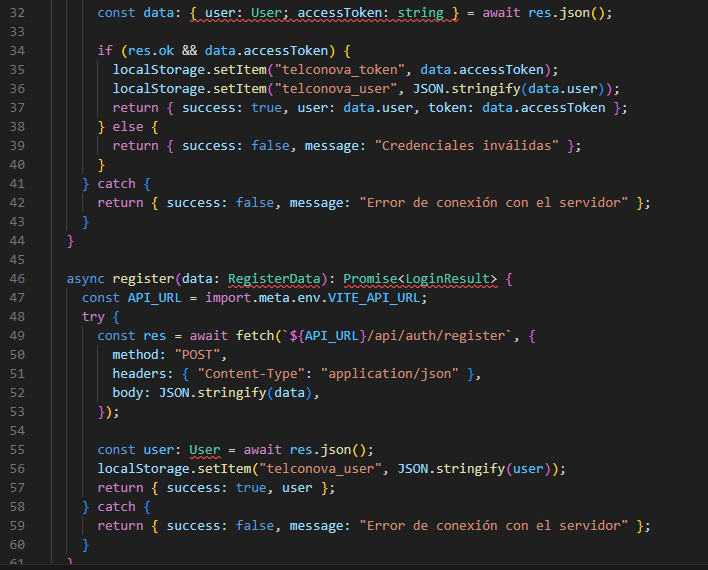 32 const data: { user: User; accessToken: string } = await res.json();
33
34 if (res.ok && data.accessToken) {
35 localStorage.setItem("telconova_token", data.accessToken);
36 localStorage.setItem("telconova_user", JSON.stringify(data.user));
37 return { success: true, user: data.user, token: data.accessToken };
38 } else {
39 return { success: false, message: "Credenciales inválidas" };
40 }
41 } catch {
42 return { success: false, message: "Error de conexión con el servidor" };
43 }
44 }
45
46 async register(data: RegisterData): Promise<LoginResult> {
47 const API_URL = import.meta.env.VITE_API_URL;
48 try {
49 const res = await fetch(`${API_URL}/api/auth/register`, {
50 method: "POST",
51 headers: { "Content-Type": "application/json" },
52 body: JSON.stringify(data),
53 });
54
55 const user: User = await res.json();
56 localStorage.setItem("telconova_user", JSON.stringify(user));
57 return { success: true, user };
58 } catch {
59 return { success: false, message: "Error de conexión con el servidor" };
60 }
61 }